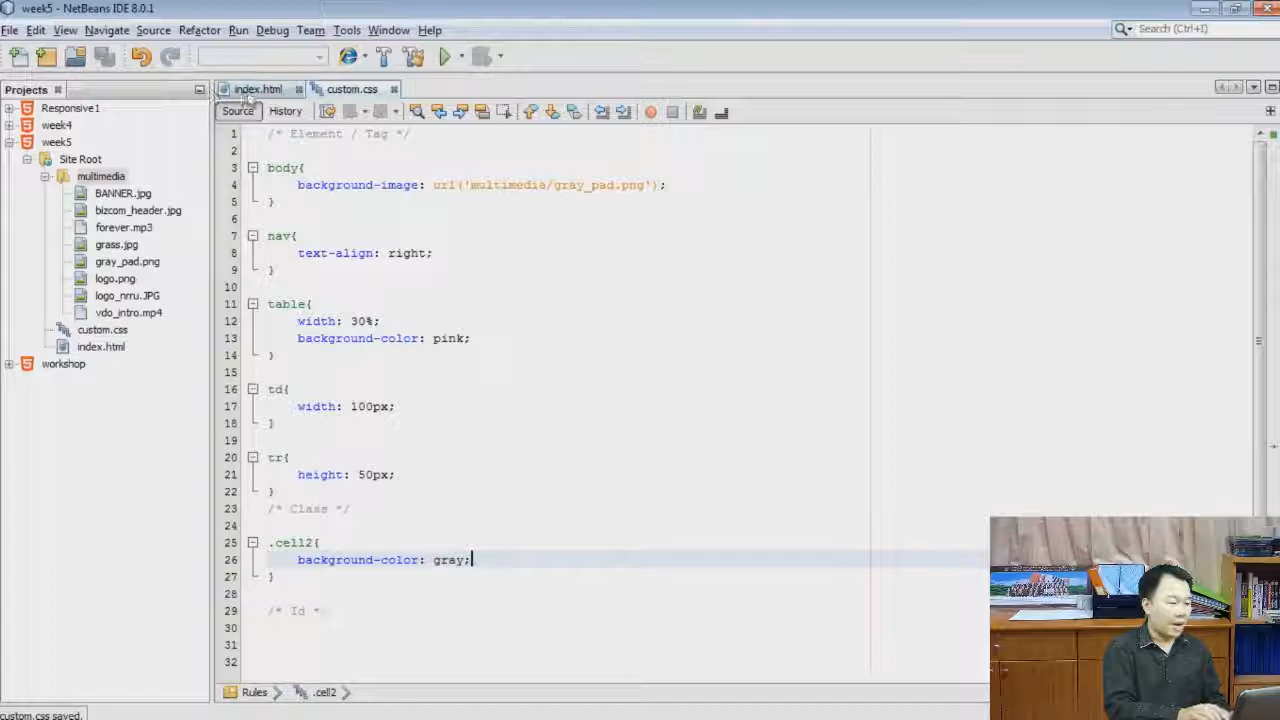 week5 - NetBeans IDE 8.0.1
File Edit View Navigate Source Refactor Run Debug Team Tools Window Help
Search (Ctrl+I)
Projects
index.html
custom.css
Source
History
Responsive1
week4
week5
Site Root
multimedia
BANNER.jpg
bizcom_header.jpg
forever.mp3
grass.jpg
gray_pad.png
logo.png
logo_nrru.JPG
vdo_intro.mp4
custom.css
index.html
workshop
1 /* Element / Tag */
2
3 body{
4 background-image: url('multimedia/gray_pad.png');
5 }
6
7 nav{
8 text-align: right;
9 }
10
11 table{
12 width: 30%;
13 background-color: pink;
14 }
15
16 td{
17 width: 100px;
18 }
19
20 tr{
21 height: 50px;
22 }
23 /* Class */
24
25 .cell2{
26 background-color: gray;
27 }
28
29 /* Id *
30
31
32
Rules
.cell2
custom.css saved.